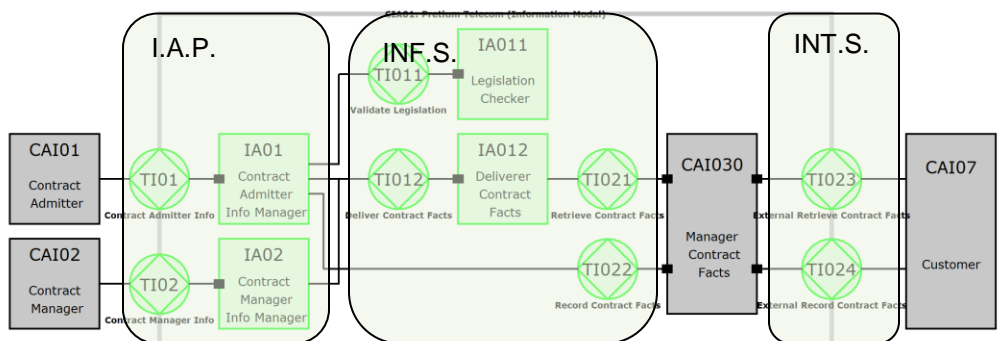 CIA01: Pretium Telecom (Information Model)
I.A.P.
INF.S.
INT.S.
TI011
Validate Legislation
IA011
Legislation
Checker
CAI01
Contract
Admitter
TI01
Contract Admitter Info
IA01
Contract
Admitter
Info Manager
TI012
Deliver Contract Facts
IA012
Deliverer
Contract
Facts
TI021
Retrieve Contract Facts
CAI030
Manager
Contract
Facts
TI023
External Retrieve Contract Facts
CAI07
Customer
CAI02
Contract
Manager
TI02
Contract Manager Info
IA02
Contract
Manager
Info Manager
TI022
Record Contract Facts
TI024
External Record Contract Facts